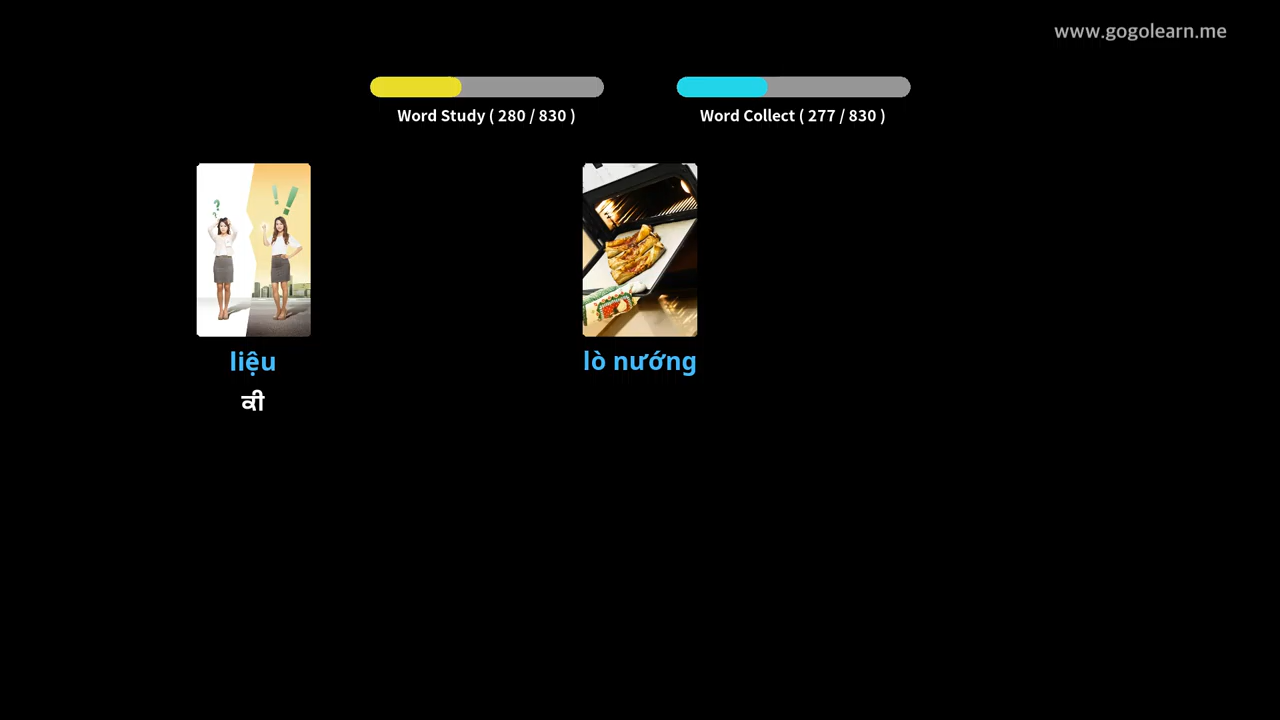 www.gogolearn.me
Word Study ( 280 / 830 )
Word Collect ( 277 / 830 )
liệu
lò nướng
ਕੀ